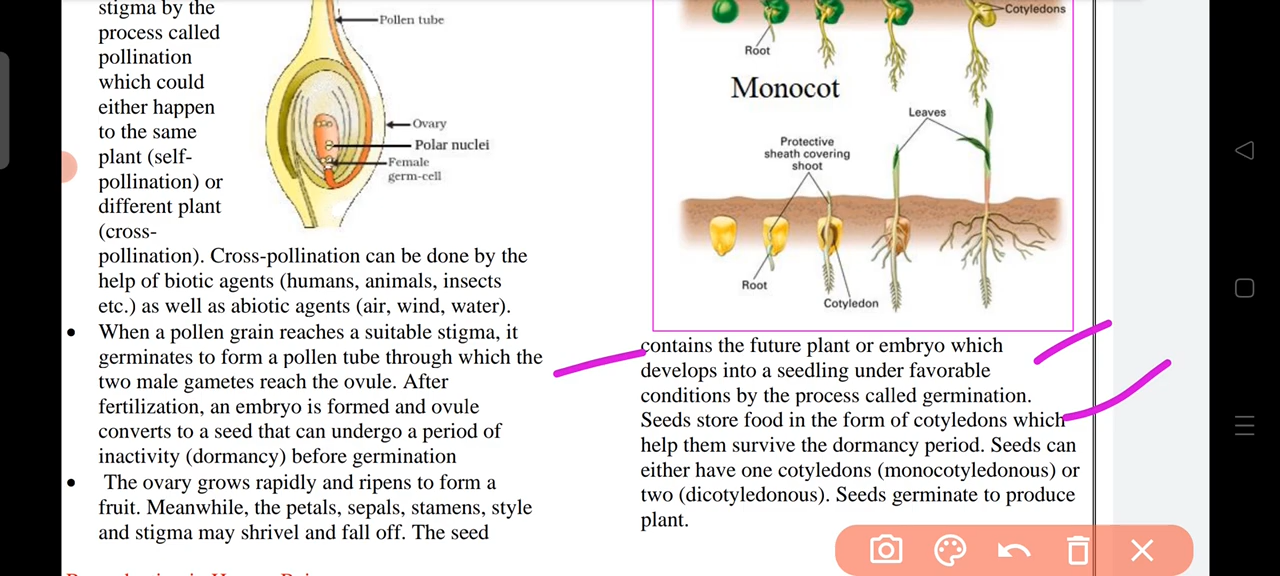 stigma by the
process called
pollination
which could
either happen
to the same
plant (self-
pollination) or
different plant
(cross-
pollination). Cross-pollination can be done by the
help of biotic agents (humans, animals, insects
etc.) as well as abiotic agents (air, wind, water).
• When a pollen grain reaches a suitable stigma, it
germinates to form a pollen tube through which the
two male gametes reach the ovule. After
fertilization, an embryo is formed and ovule
converts to a seed that can undergo a period of
inactivity (dormancy) before germination
• The ovary grows rapidly and ripens to form a
fruit. Meanwhile, the petals, sepals, stamens, style
and stigma may shrivel and fall off. The seed
Pollen tube
Ovary
Polar nuclei
Female
germ-cell
Cotyledons
Root
Monocot
Leaves
Protective
sheath covering
shoot
Root
Cotyledon
contains the future plant or embryo which
develops into a seedling under favorable
conditions by the process called germination.
Seeds store food in the form of cotyledons which
help them survive the dormancy period. Seeds can
either have one cotyledons (monocotyledonous) or
two (dicotyledonous). Seeds germinate to produce
plant.